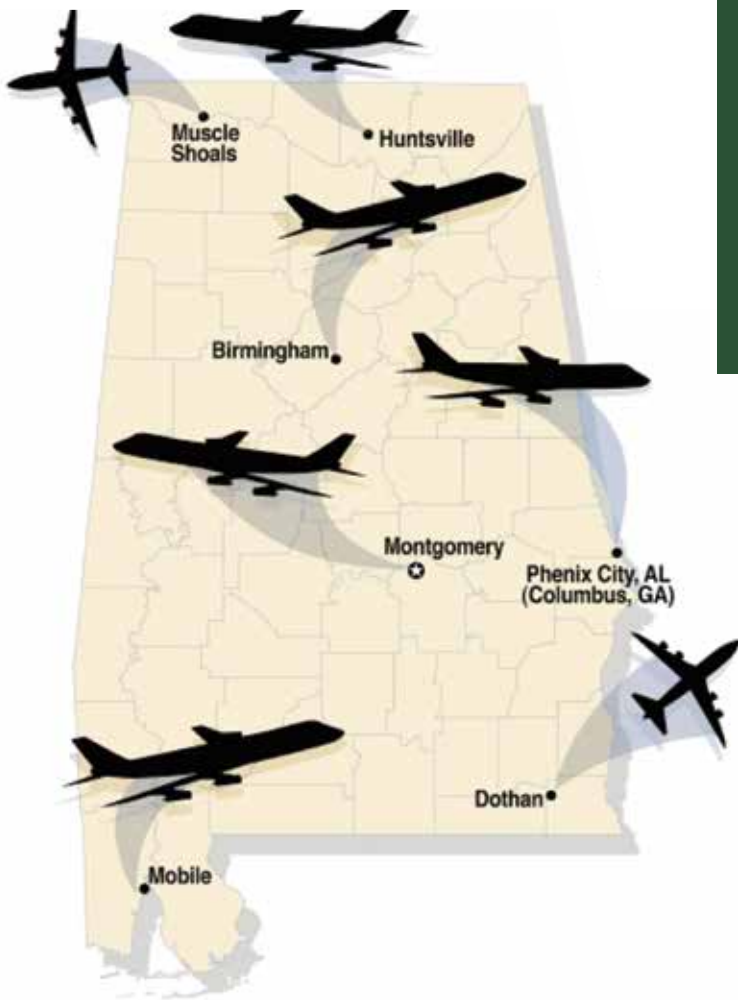 Muscle
Shoals
Huntsville
Birmingham
Montgomery
Phenix City, AL
(Columbus, GA)
Dothan
Mobile